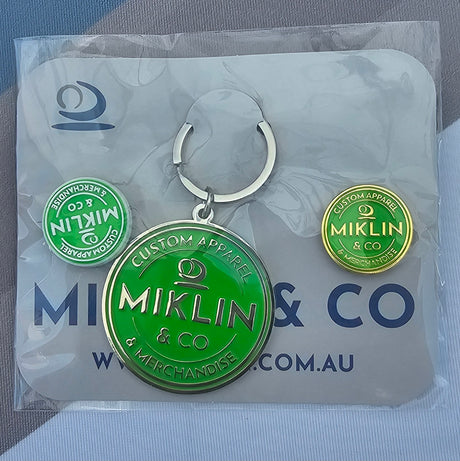 CUSTOM APPAREL
MIKLIN
& CO
& MERCHANDISE
CUSTOM APPAREL
MIKLIN
& CO
& MERCHANDISE
CUSTOM APPAREL
MIKLIN
& CO
& MERCHANDISE
MI & CO
WW .COM.AU